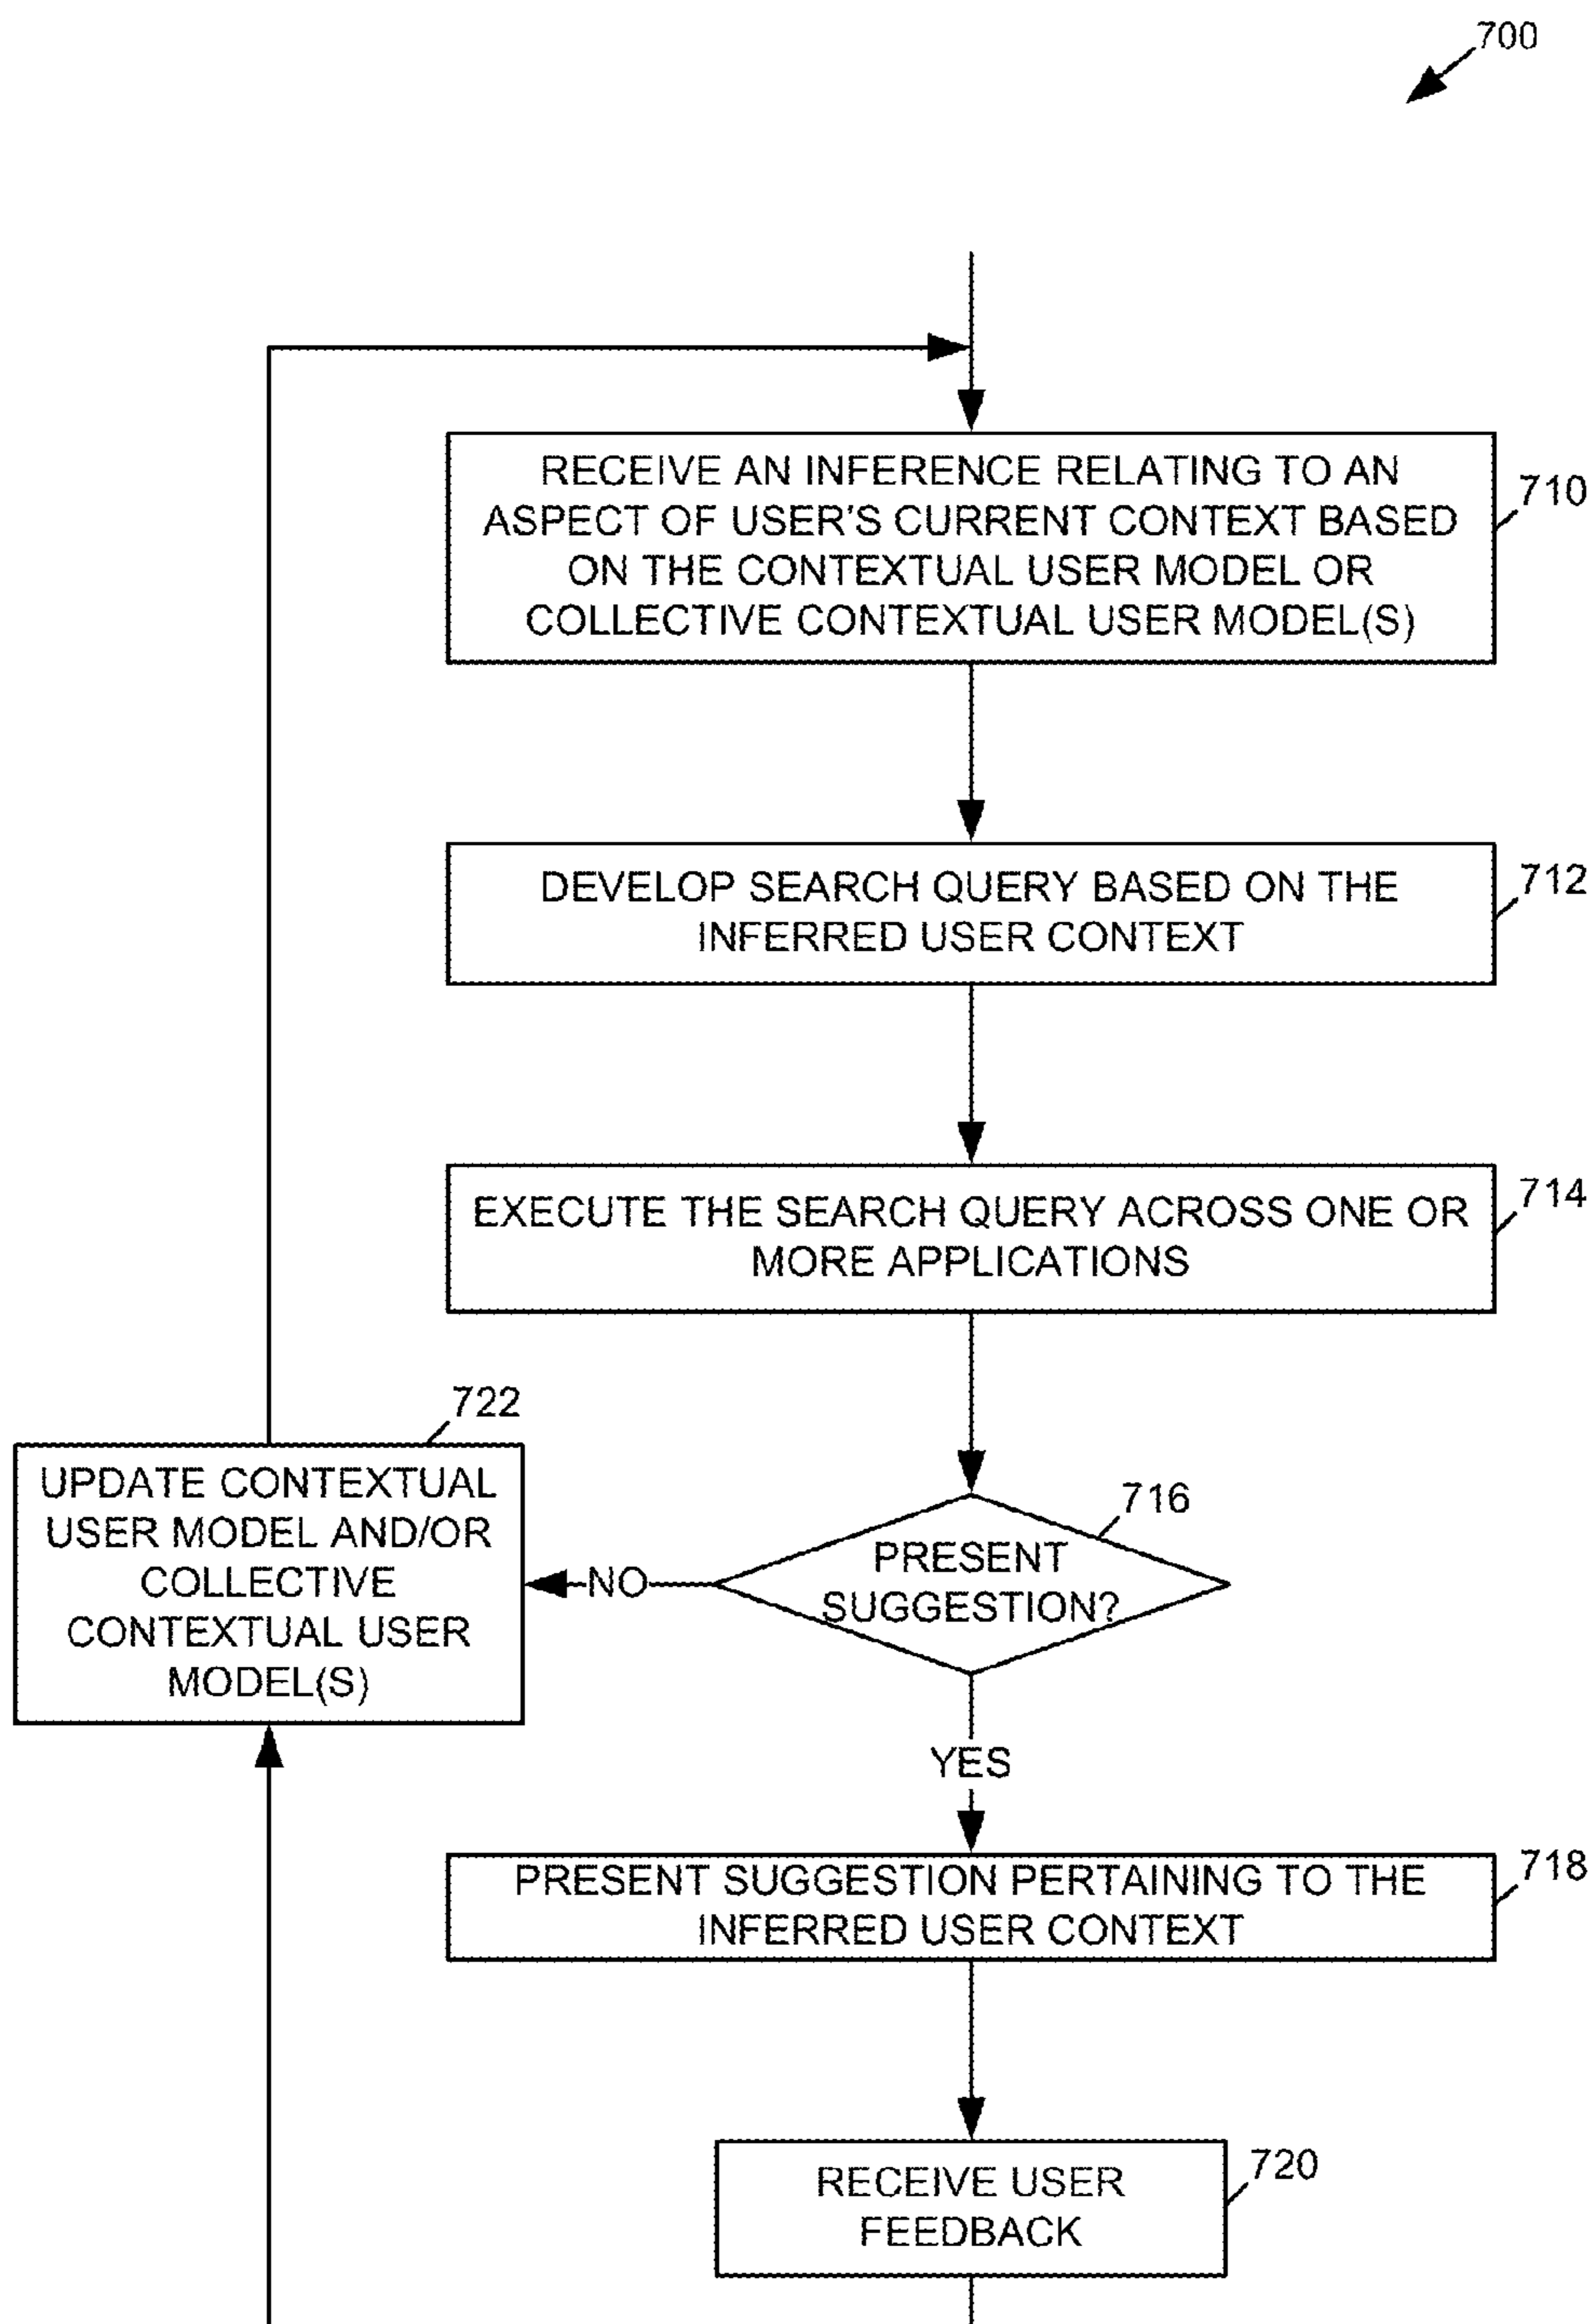 700
RECEIVE AN INFERENCE RELATING TO AN
ASPECT OF USER'S CURRENT CONTEXT BASED
ON THE CONTEXTUAL USER MODEL OR
COLLECTIVE CONTEXTUAL USER MODEL(S)
710
DEVELOP SEARCH QUERY BASED ON THE
INFERRED USER CONTEXT
712
EXECUTE THE SEARCH QUERY ACROSS ONE OR
MORE APPLICATIONS
714
722
UPDATE CONTEXTUAL
USER MODEL AND/OR
COLLECTIVE
CONTEXTUAL USER
MODEL(S)
716
PRESENT
SUGGESTION?
NO
YES
PRESENT SUGGESTION PERTAINING TO THE
INFERRED USER CONTEXT
718
RECEIVE USER
FEEDBACK
720